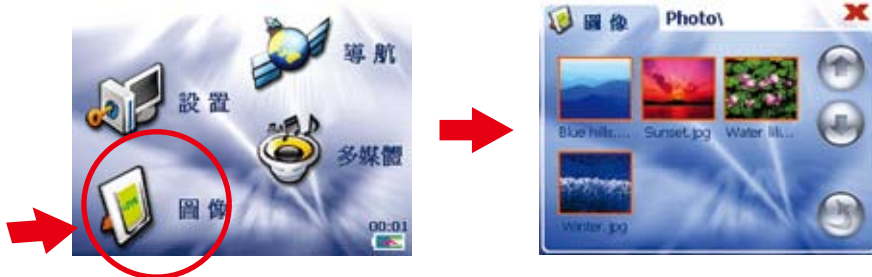 導航
設置
多媒體
圖像
00:01
圖像 Photo\
Blue hills.... Sunset.jpg Water lili...
Winter.jpg